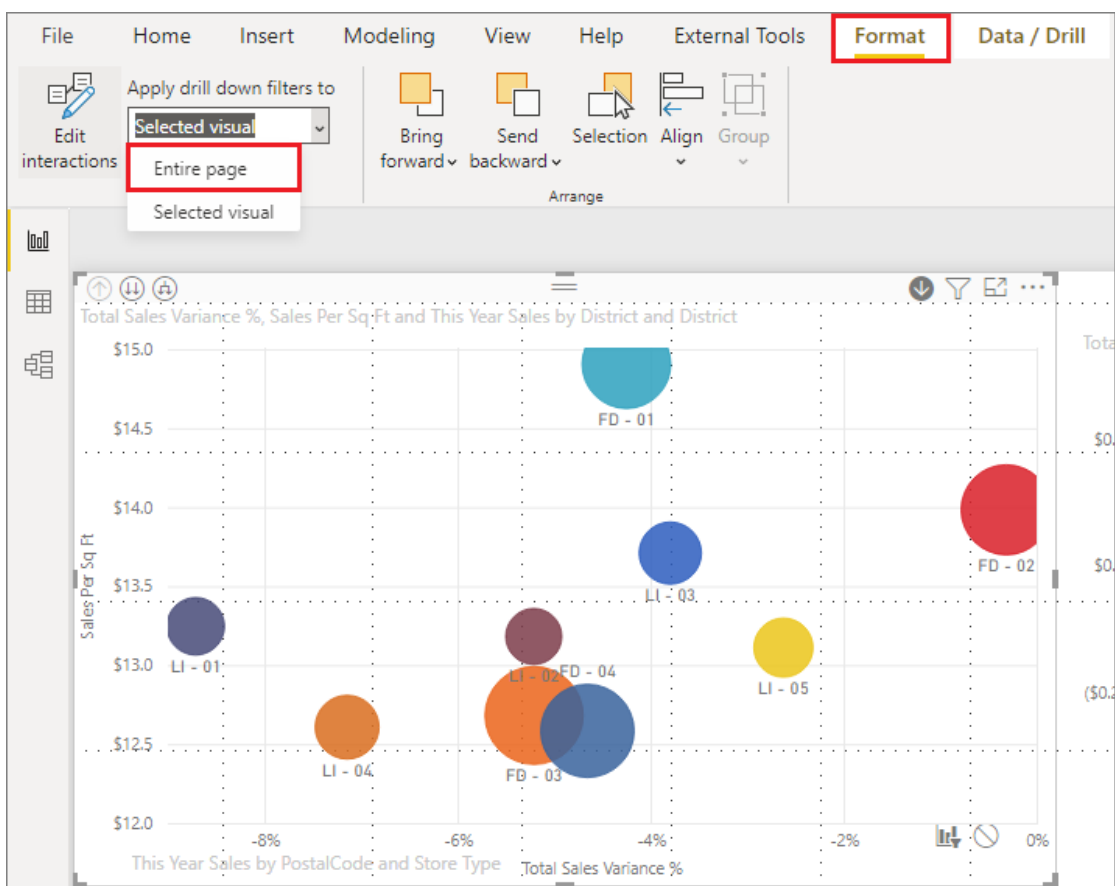 File Home Insert Modeling View Help External Tools Format Data / Drill
Apply drill down filters to
Selected visual
Entire page
Selected visual
Edit
interactions
Bring
forward
Send
backward
Selection
Align
Group
Arrange
Total Sales Variance %, Sales Per Sq Ft and This Year Sales by District and District
Tota
$15.0
$14.5
$14.0
$13.5
$13.0
$12.5
$12.0
Sales Per Sq Ft
FD - 01
FD - 02
LI - 03
LI - 01
LI - 02
FD - 04
LI - 05
LI - 04
FD - 03
$0.
$0.
($0.2
-8% -6% -4% -2% 0%
This Year Sales by PostalCode and Store Type
Total Sales Variance %